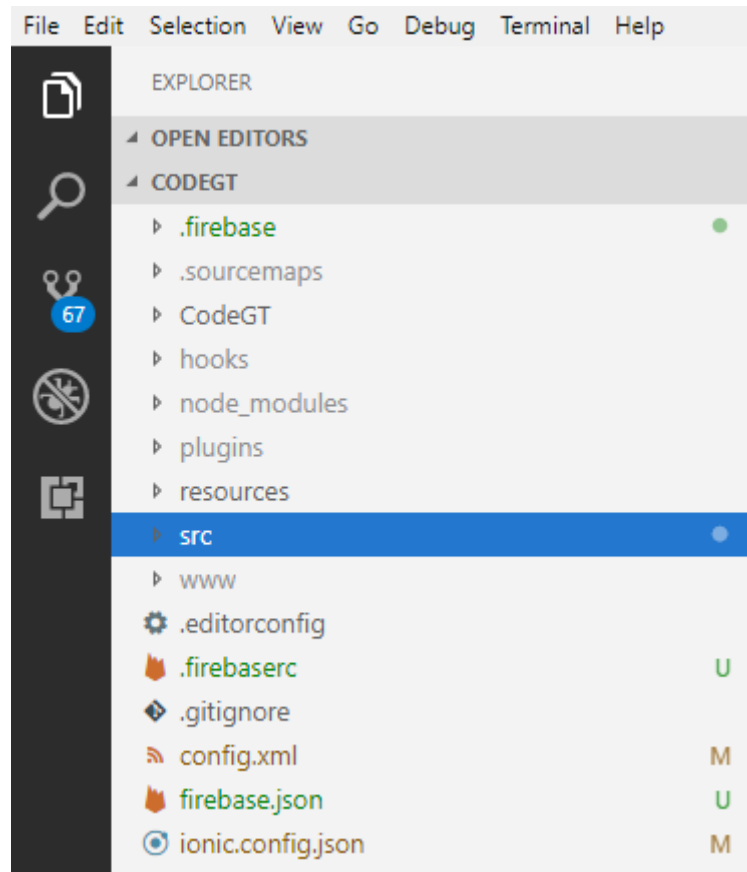 File Edit Selection View Go Debug Terminal Help
EXPLORER
OPEN EDITORS
CODEGT
.firebase
.sourcemaps
CodeGT
67
hooks
node_modules
plugins
resources
src
www
.editorconfig
.firebaserc U
.gitignore
config.xml M
firebase.json U
ionic.config.json M